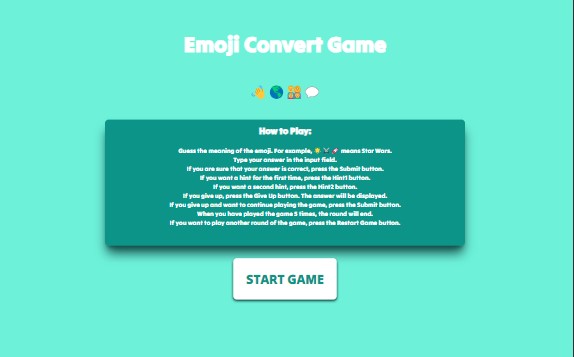 Emoji Convert Game
How to Play:
Guess the meaning of the emoji. For example, means Star Wars.
Type your answer in the input field.
If you are sure that your answer is correct, press the Submit button.
If you want a hint for the first time, press the Hint1 button.
If you want a second hint, press the Hint2 button.
If you give up, press the Give Up button. The answer will be displayed.
If you give up and want to continue playing the game, press the Submit button.
When you have played the game 5 times, the round will end.
If you want to play another round of the game, press the Restart Game button.
START GAME